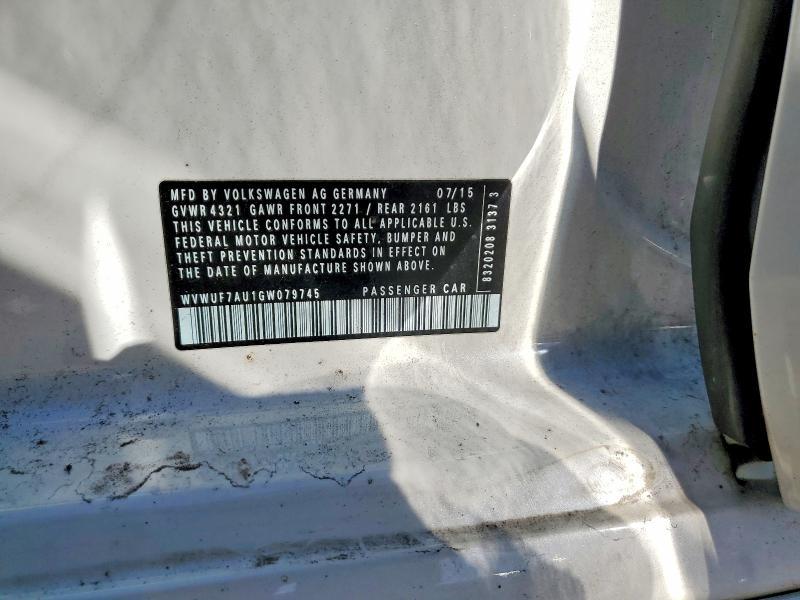 MFD BY VOLKSWAGEN AG GERMANY 07/15
GVWR 4321 GAWR FRONT 2271 / REAR 2161 LBS
THIS VEHICLE CONFORMS TO ALL APPLICABLE U.S.
FEDERAL MOTOR VEHICLE SAFETY, BUMPER AND
THEFT PREVENTION STANDARDS IN EFFECT ON
THE DATE OF MANUFACTURE SHOWN ABOVE.
WVWUF7AU1GW079745 PASSENGER CAR
8320208 3137 3